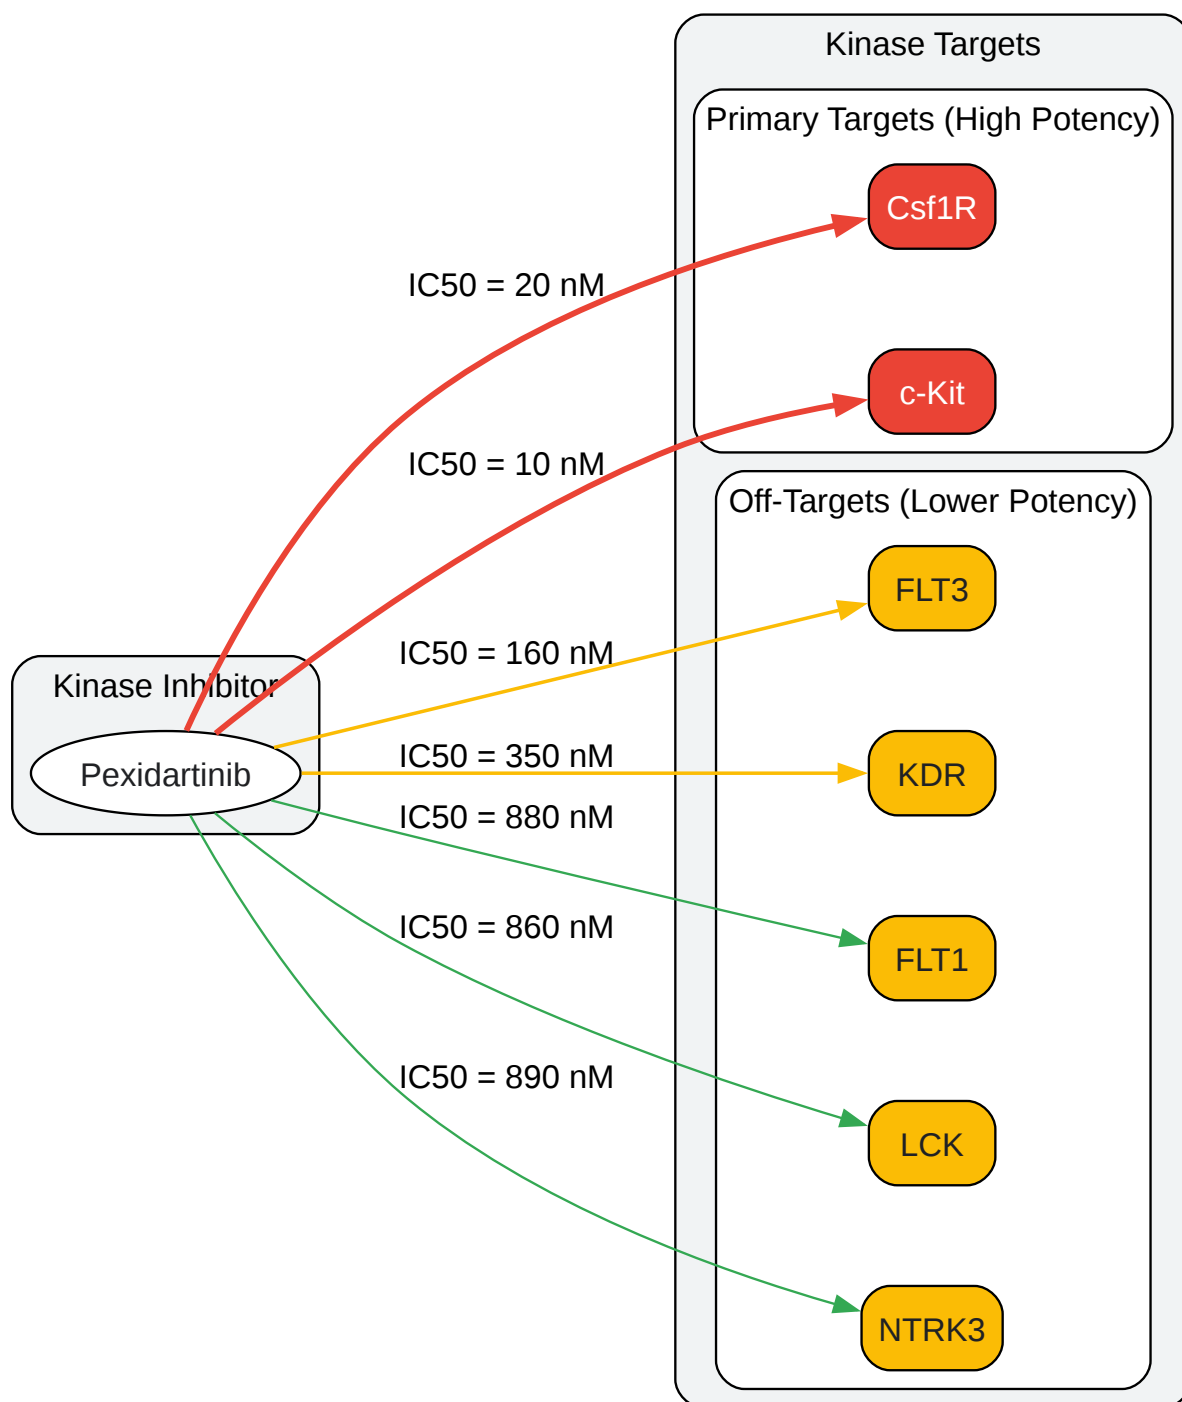 Kinase Targets
Primary Targets (High Potency)
Csf1R
IC50 = 20 nM
c-Kit
IC50 = 10 nM
Off-Targets (Lower Potency)
FLT3
IC50 = 160 nM
Kinase Inhibitor
Pexidartinib
IC50 = 350 nM
KDR
IC50 = 880 nM
IC50 = 860 nM
FLT1
IC50 = 890 nM
LCK
NTRK3